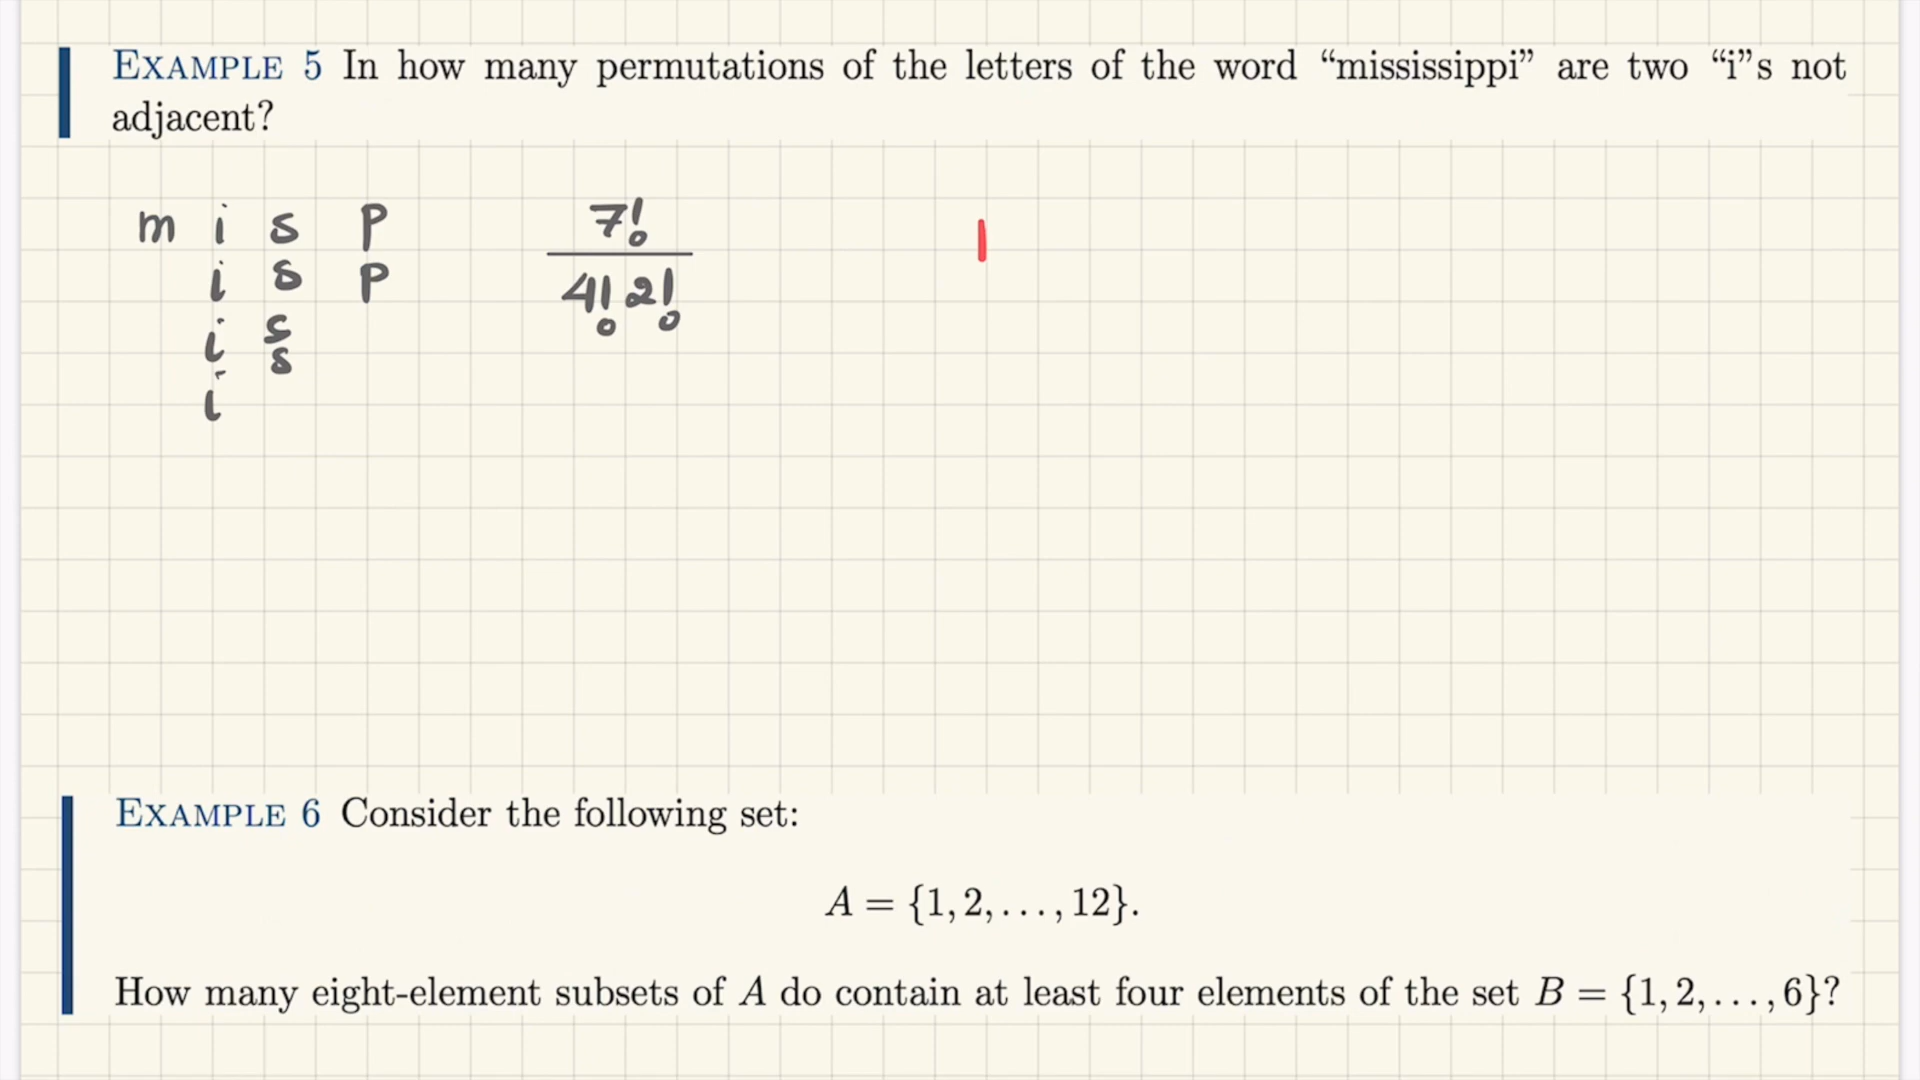 EXAMPLE 5 In how many permutations of the letters of the word “mississippi” are two “i”s not
adjacent?
m i s p
i s p
i s
s
i
7!
4! 2!
|
EXAMPLE 6 Consider the following set:
A = {1, 2, . . . , 12}.
How many eight-element subsets of A do contain at least four elements of the set B = {1, 2, . . . , 6}?